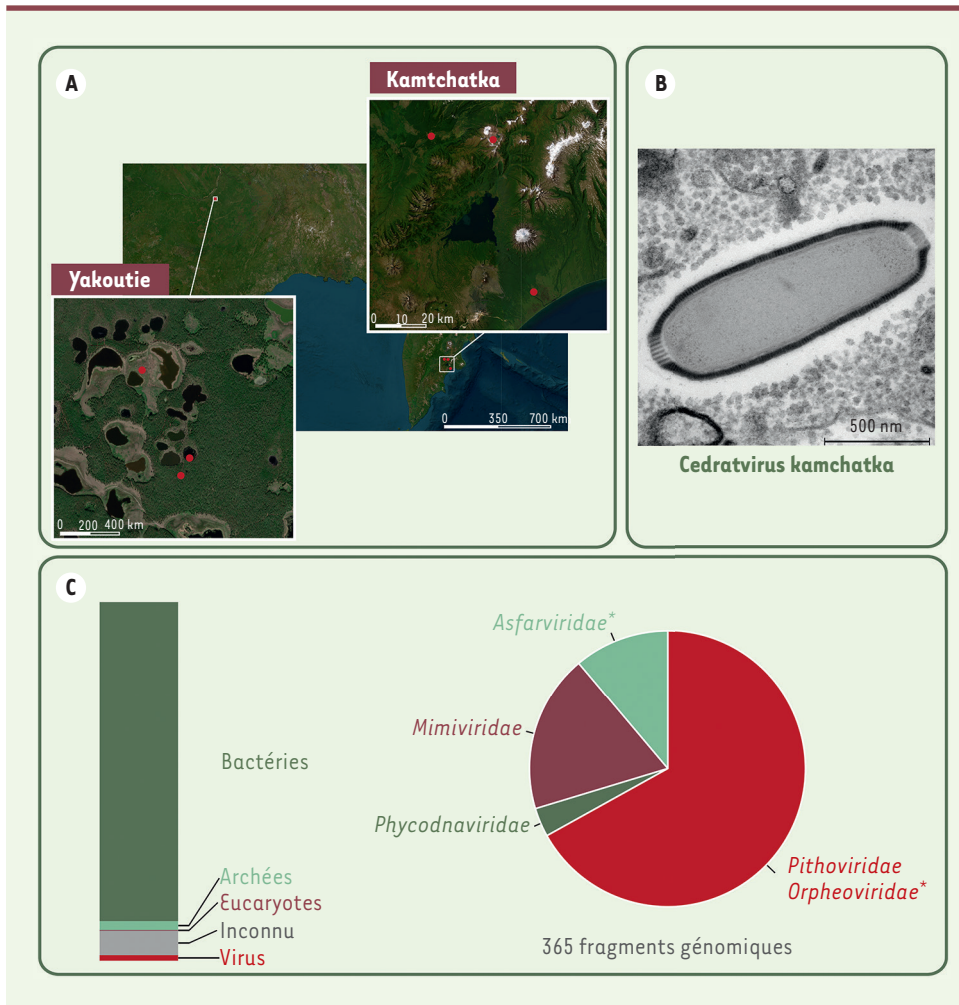 A
Kamtchatka
0 10 20 km
Yakoutie
0 200 400 km
0 350 700 km
B
500 nm
Cedratvirus kamchatka
C
Bactéries
Archées
Eucaryotes
Inconnu
Virus
Asfarviridae*
Mimiviridae
Phycodnaviridae
Pithoviridae
Orpheoviridae*
365 fragments génomiques